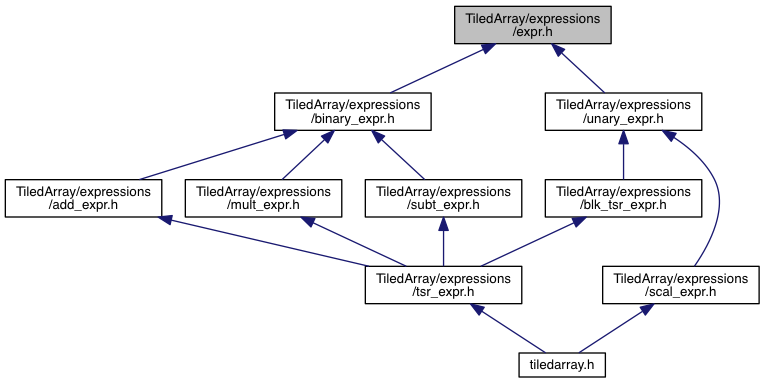 TiledArray/expressions
/expr.h
TiledArray/expressions
/binary_expr.h
TiledArray/expressions
/unary_expr.h
TiledArray/expressions
/add_expr.h
TiledArray/expressions
/mult_expr.h
TiledArray/expressions
/subt_expr.h
TiledArray/expressions
/blk_tsr_expr.h
TiledArray/expressions
/tsr_expr.h
TiledArray/expressions
/scal_expr.h
tiledarray.h